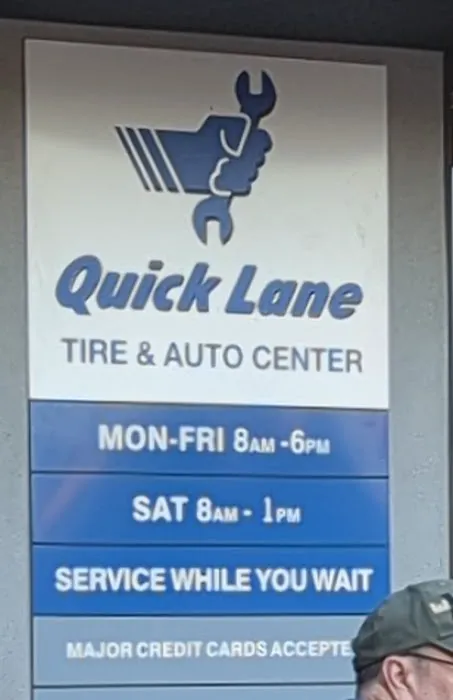 Quick Lane
TIRE & AUTO CENTER
MON-FRI 8AM-6PM
SAT 8AM - 1PM
SERVICE WHILE YOU WAIT
MAJOR CREDIT CARDS ACCEPTE